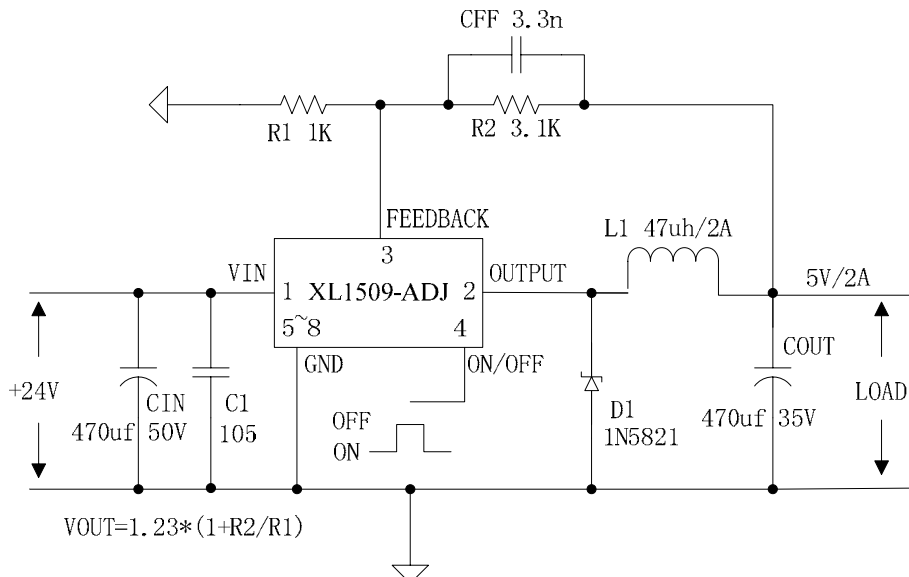 CFF 3.3n
R1 1K
R2 3.1K
FEEDBACK
L1 47uh/2A
3
VIN
OUTPUT
5V/2A
1
XL1509-ADJ
2
5~8
4
GND
ON/OFF
COUT
+24V
CIN
C1
D1
LOAD
470uf
50V
105
OFF
ON
1N5821
470uf
35V
VOUT=1.23*(1+R2/R1)